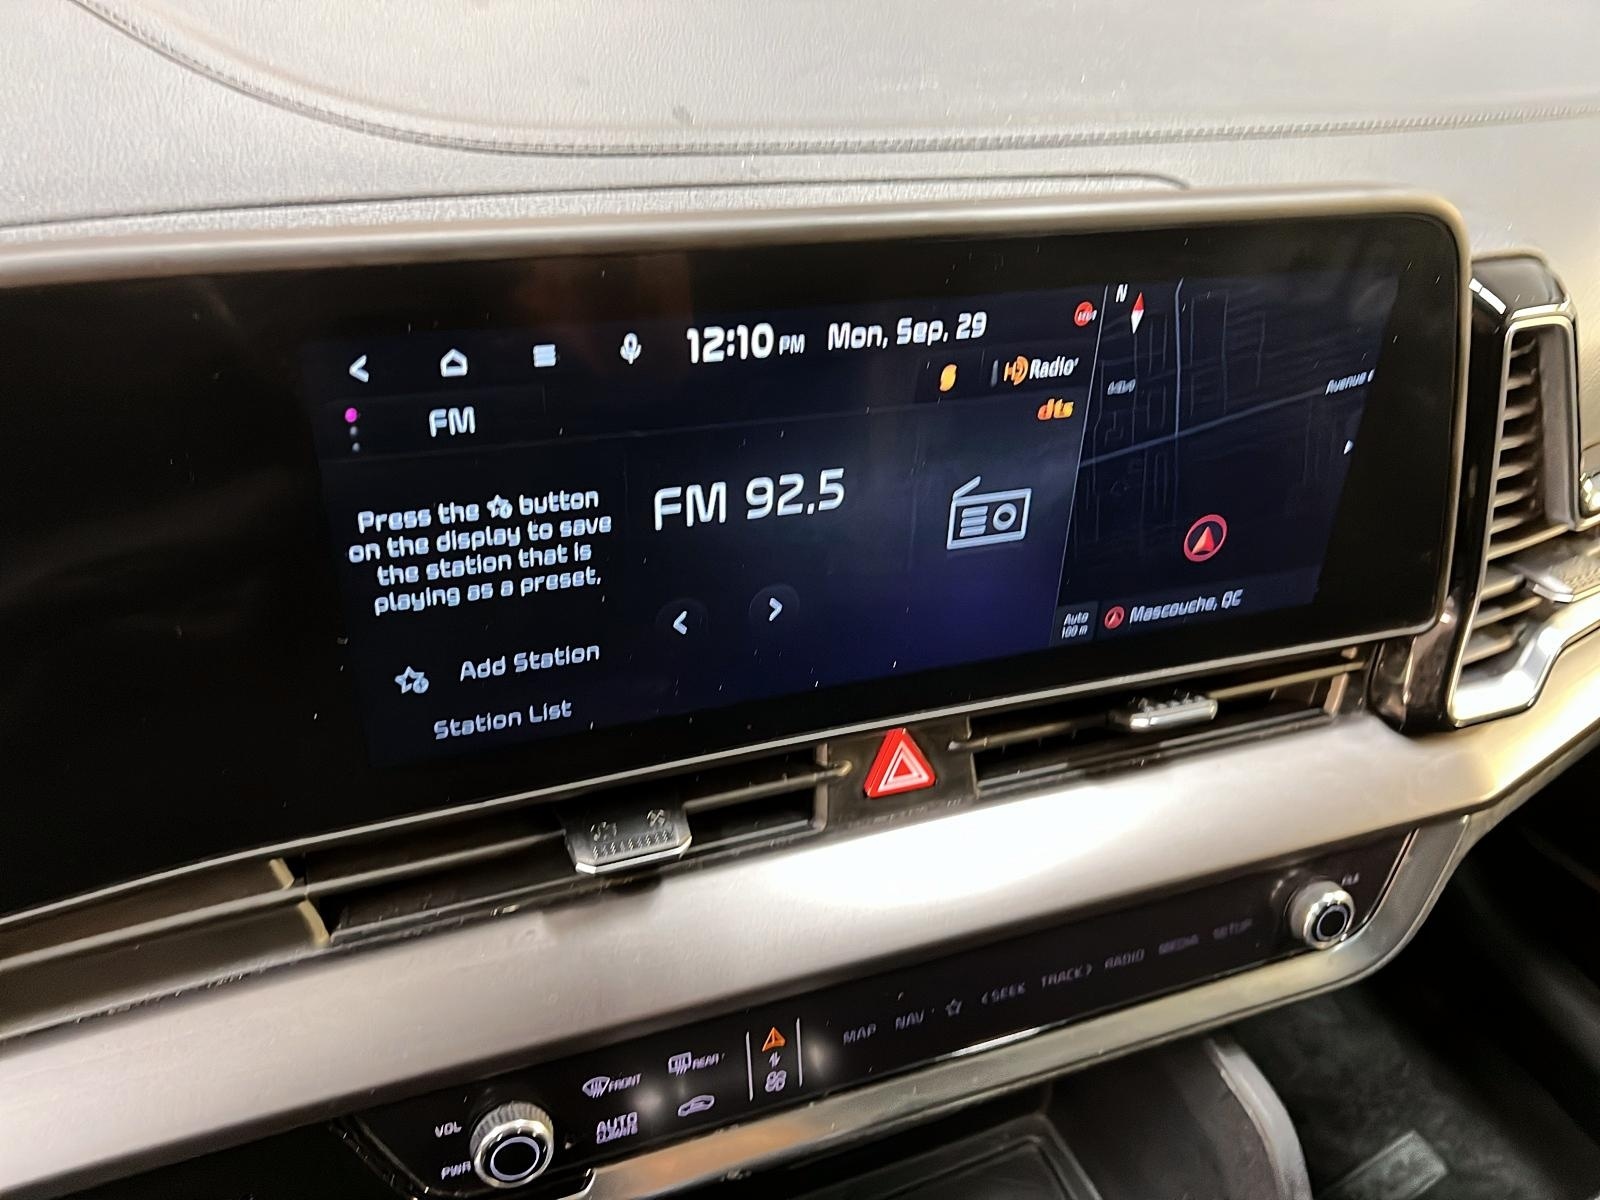 12:10 PM Mon, Sep. 29
N
HD Radio
dts
FM
Avenue
FM 92.5
Press the button
on the display to save
the station that is
playing as a preset.
Add Station
Station List
Auto
100 m
Mascouche, QC
MAP NAV <SEEK TRACK> RADIO MEDIA SETUP
FRONT REAR
VOL
AUTO
CLIMATE
PWR